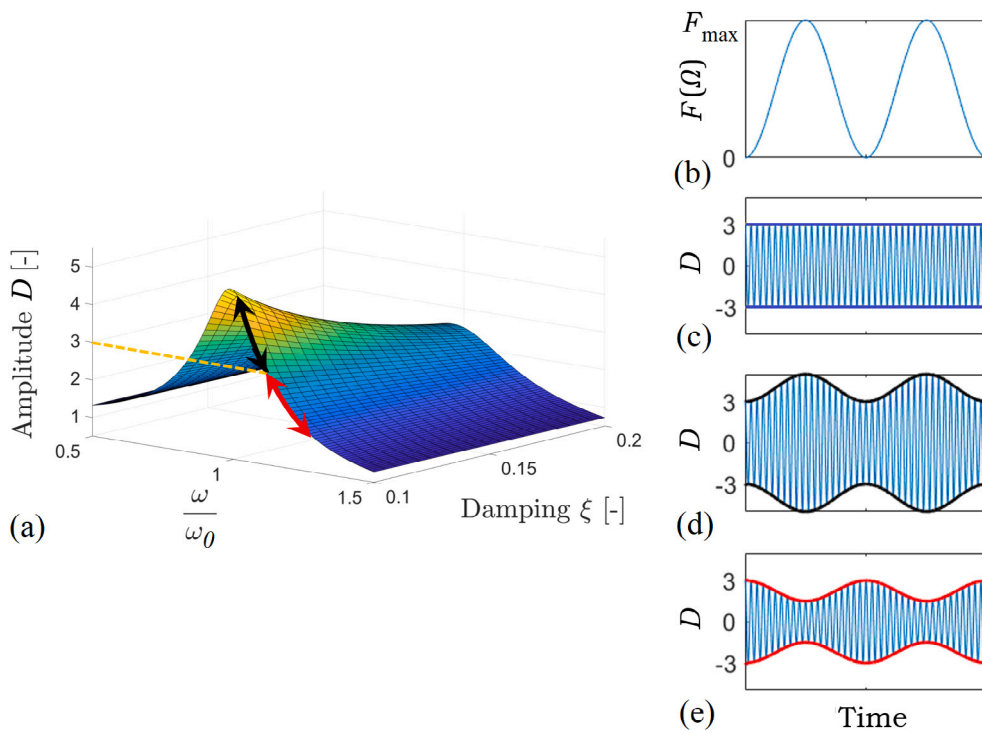 Amplitude D [-]
5
4
3
2
1
0.5
1
1.5
ω
ω0
0.1
0.15
0.2
Damping ξ [-]
(a)
Fmax
F(Ω)
0
(b)
3
0
-3
D
(c)
3
0
-3
D
(d)
3
0
-3
D
(e)
Time